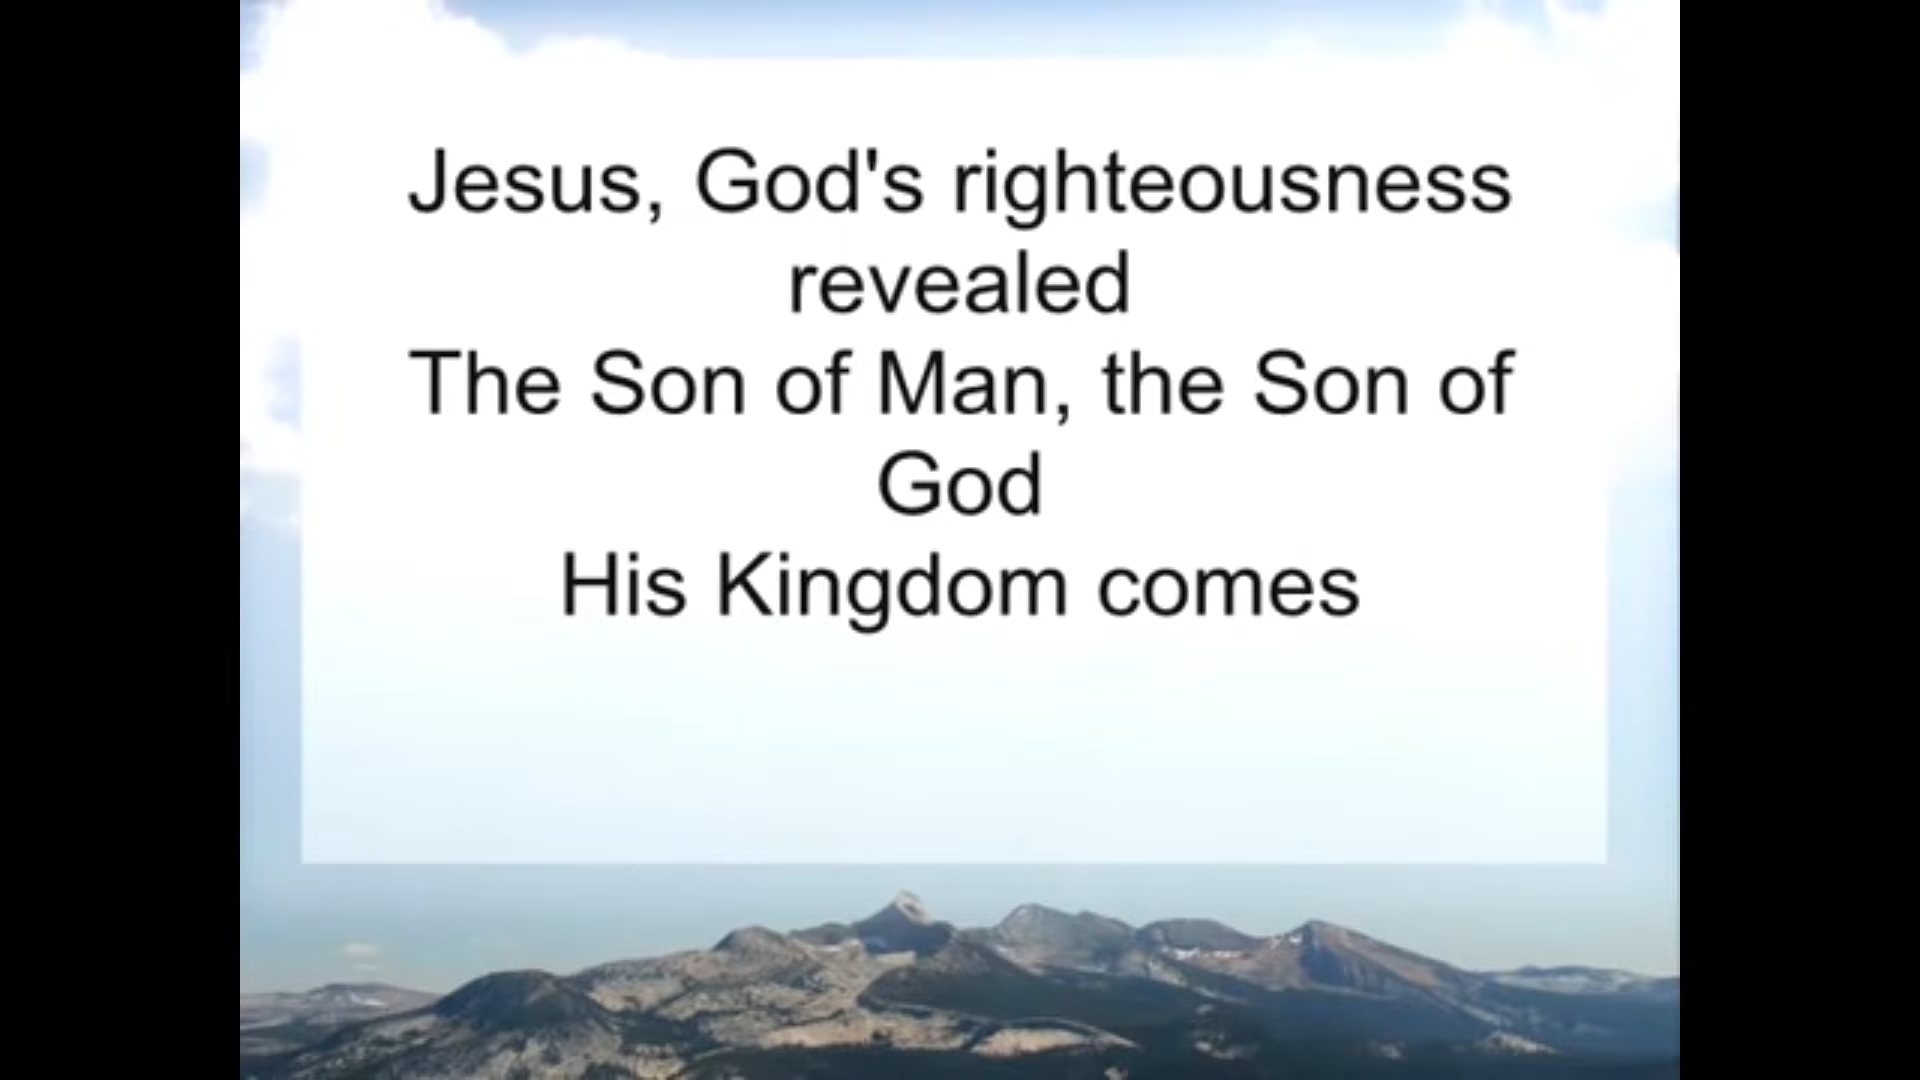 Jesus, God's righteousness
revealed
The Son of Man, the Son of
God
His Kingdom comes